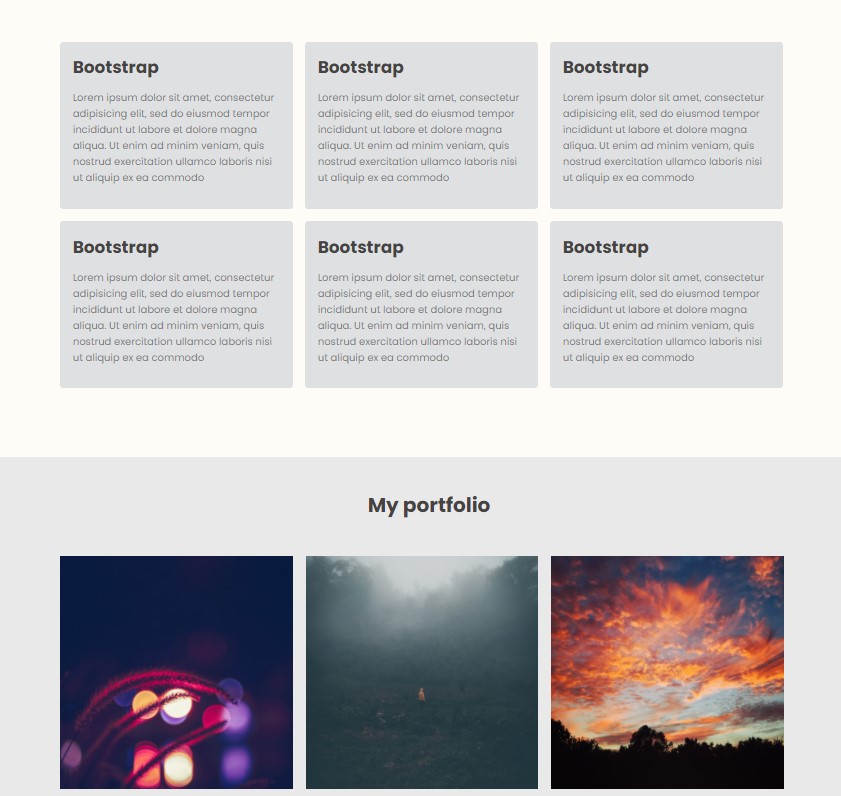 Bootstrap
Lorem ipsum dolor sit amet, consectetur
adipisicing elit, sed do eiusmod tempor
incididunt ut labore et dolore magna
aliqua. Ut enim ad minim veniam, quis
nostrud exercitation ullamco laboris nisi
ut aliquip ex ea commodo
Bootstrap
Lorem ipsum dolor sit amet, consectetur
adipisicing elit, sed do eiusmod tempor
incididunt ut labore et dolore magna
aliqua. Ut enim ad minim veniam, quis
nostrud exercitation ullamco laboris nisi
ut aliquip ex ea commodo
Bootstrap
Lorem ipsum dolor sit amet, consectetur
adipisicing elit, sed do eiusmod tempor
incididunt ut labore et dolore magna
aliqua. Ut enim ad minim veniam, quis
nostrud exercitation ullamco laboris nisi
ut aliquip ex ea commodo
Bootstrap
Lorem ipsum dolor sit amet, consectetur
adipisicing elit, sed do eiusmod tempor
incididunt ut labore et dolore magna
aliqua. Ut enim ad minim veniam, quis
nostrud exercitation ullamco laboris nisi
ut aliquip ex ea commodo
Bootstrap
Lorem ipsum dolor sit amet, consectetur
adipisicing elit, sed do eiusmod tempor
incididunt ut labore et dolore magna
aliqua. Ut enim ad minim veniam, quis
nostrud exercitation ullamco laboris nisi
ut aliquip ex ea commodo
Bootstrap
Lorem ipsum dolor sit amet, consectetur
adipisicing elit, sed do eiusmod tempor
incididunt ut labore et dolore magna
aliqua. Ut enim ad minim veniam, quis
nostrud exercitation ullamco laboris nisi
ut aliquip ex ea commodo
My portfolio